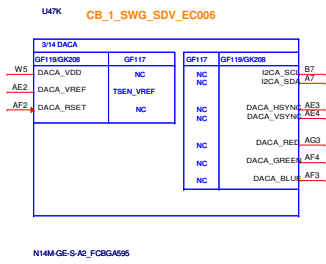 U47K
CB_1_SWG_SDV_EC006
3/14 DACA
GF119/GK208 GF117 GF117 GF119/GK208
W5 DACA_VDD NC NC I2CA_SCL B7
NC I2CA_SDA A7
AE2 DACA_VREF TSEN_VREF
AF2 DACA_RSET NC NC DACA_HSYNC AE3
NC DACA_VSYNC AE4
NC DACA_RED AG3
NC DACA_GREEN AF4
NC DACA_BLUE AF3
N14M-GE-S-A2_FCBGA595